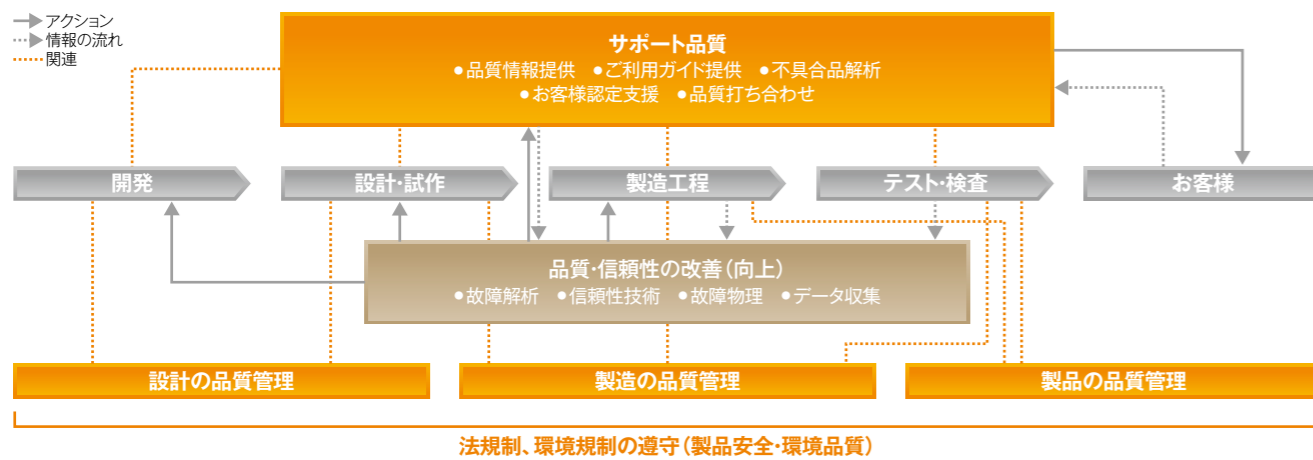 アクション
情報の流れ
関連
サポート品質
●品質情報提供 ●ご利用ガイド提供 ●不具合品解析
●お客様認定支援 ●品質打ち合わせ
開発
設計・試作
製造工程
テスト・検査
お客様
品質・信頼性の改善(向上)
●故障解析 ●信頼性技術 ●故障物理 ●データ収集
設計の品質管理
製造の品質管理
製品の品質管理
法規制、環境規制の遵守(製品安全・環境品質)